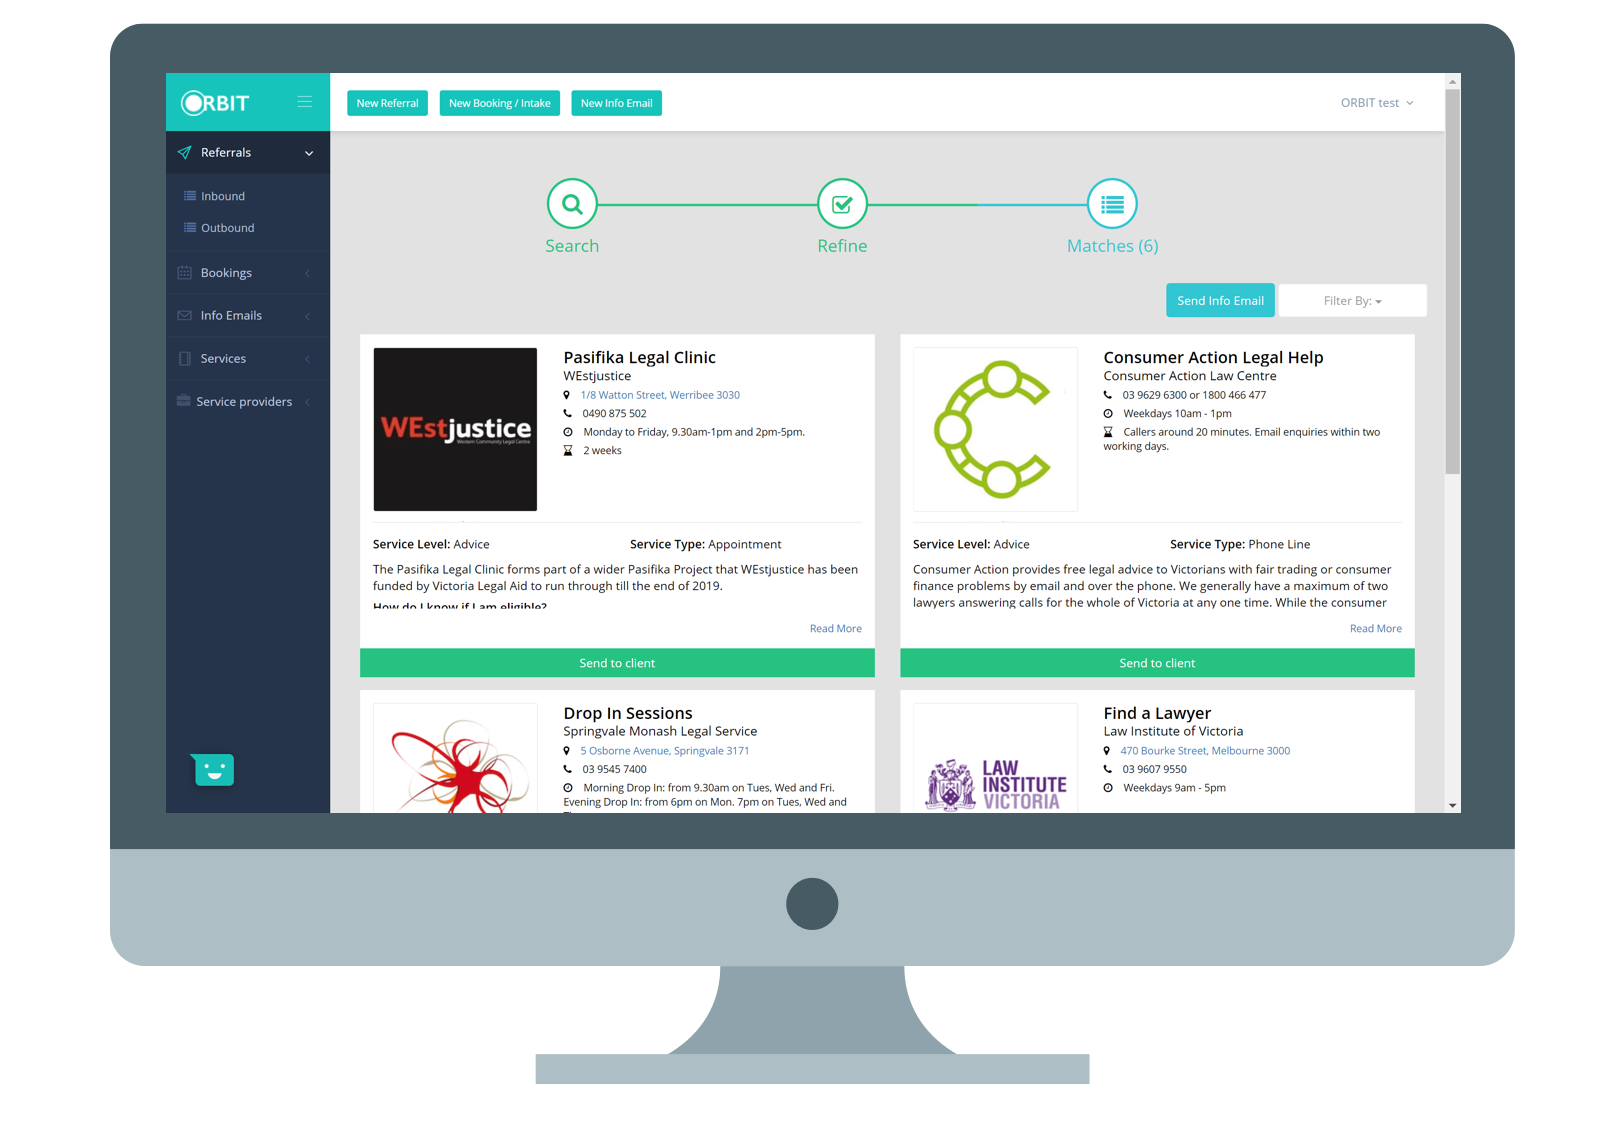 ORBIT
New Referral
New Booking / Intake
New Info Email
ORBIT test
Referrals
Inbound
Outbound
Bookings
Info Emails
Services
Service providers
Search
Refine
Matches (6)
Send Info Email
Filter By:
WEstjustice
Western Community Legal Centre
Pasifika Legal Clinic
WEstjustice
1/8 Watton Street, Werribee 3030
0490 875 502
Monday to Friday, 9.30am-1pm and 2pm-5pm.
2 weeks
Service Level: Advice
Service Type: Appointment
The Pasifika Legal Clinic forms part of a wider Pasifika Project that WEstjustice has been
funded by Victoria Legal Aid to run through till the end of 2019.
How do I know if I am eligible?
Read More
Send to client
Consumer Action Legal Help
Consumer Action Law Centre
03 9629 6300 or 1800 466 477
Weekdays 10am - 1pm
Callers around 20 minutes. Email enquiries within two
working days.
Service Level: Advice
Service Type: Phone Line
Consumer Action provides free legal advice to Victorians with fair trading or consumer
finance problems by email and over the phone. We generally have a maximum of two
lawyers answering calls for the whole of Victoria at any one time. While the consumer
Read More
Send to client
Drop In Sessions
Springvale Monash Legal Service
5 Osborne Avenue, Springvale 3171
03 9545 7400
Morning Drop In: from 9.30am on Tues, Wed and Fri.
Evening Drop In: from 6pm on Mon. 7pm on Tues, Wed and
LAW
INSTITUTE
VICTORIA
Find a Lawyer
Law Institute of Victoria
470 Bourke Street, Melbourne 3000
03 9607 9550
Weekdays 9am - 5pm